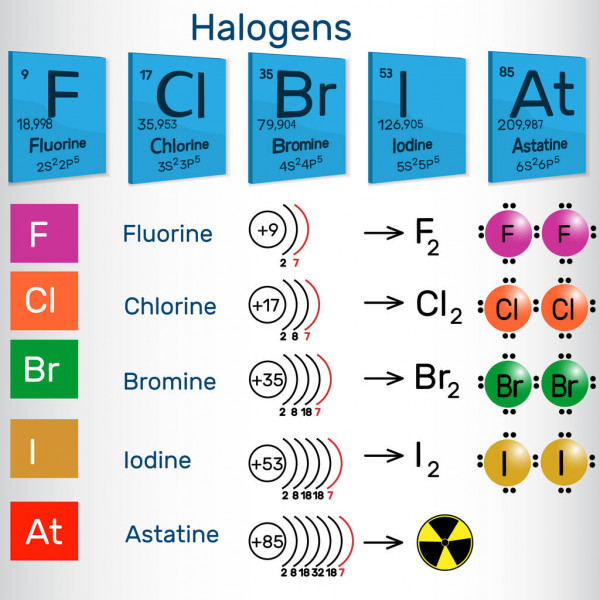 Halogens
9 F 18,998 Fluorine 2S²2P⁵
17 Cl 35,953 Chlorine 3S²3P⁵
35 Br 79,904 Bromine 4S²4P⁵
53 I 126,905 Iodine 5S²5P⁵
85 At 209,987 Astatine 6S²6P⁵
F Fluorine +9 → F₂ F F
2 7
Cl Chlorine +17 → Cl₂ Cl Cl
2 8 7
Br Bromine +35 → Br₂ Br Br
2 8 18 7
I Iodine +53 → I₂ I I
2 8 18 18 7
At Astatine +85 →
2 8 18 32 18 7